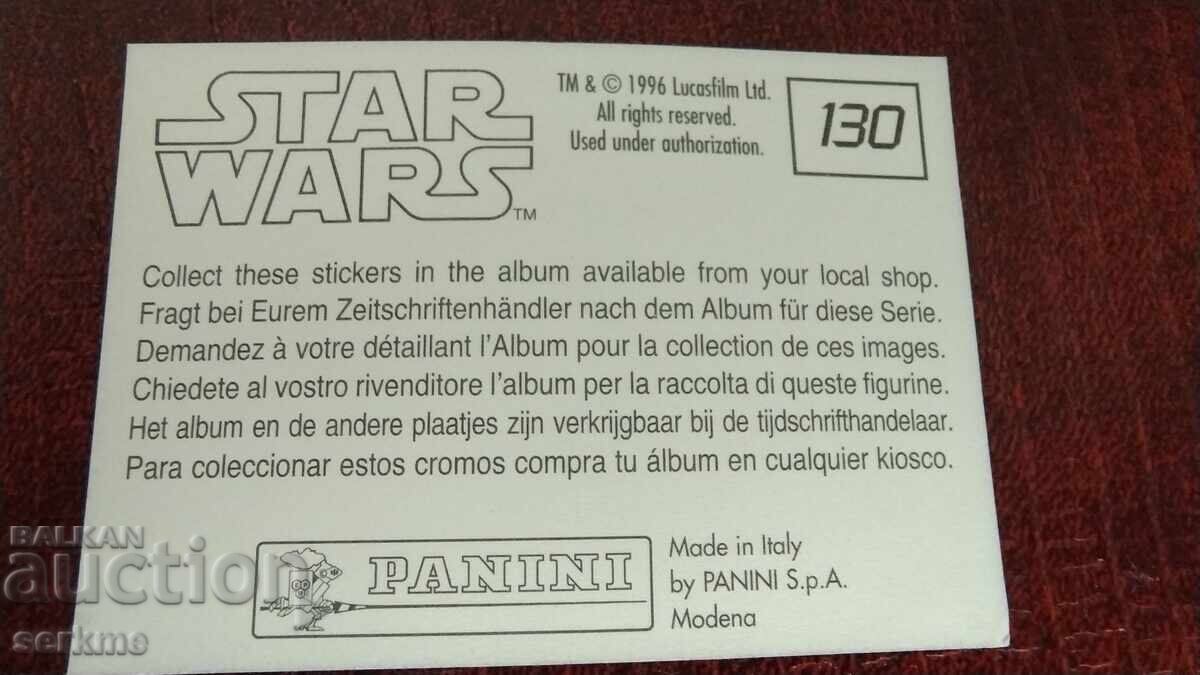 STAR
WARS TM
TM & © 1996 Lucasfilm Ltd.
All rights reserved.
Used under authorization.
130
Collect these stickers in the album available from your local shop.
Fragt bei Eurem Zeitschriftenhändler nach dem Album für diese Serie.
Demandez à votre détaillant l'Album pour la collection de ces images.
Chiedete al vostro rivenditore l'album per la raccolta di queste figurine.
Het album en de andere plaatjes zijn verkrijgbaar bij de tijdschrifthandelaar.
Para coleccionar estos cromos compra tu álbum en cualquier kiosco.
PANINI
Made in Italy
by PANINI S.p.A.
Modena
BALKAN
auction
serkme